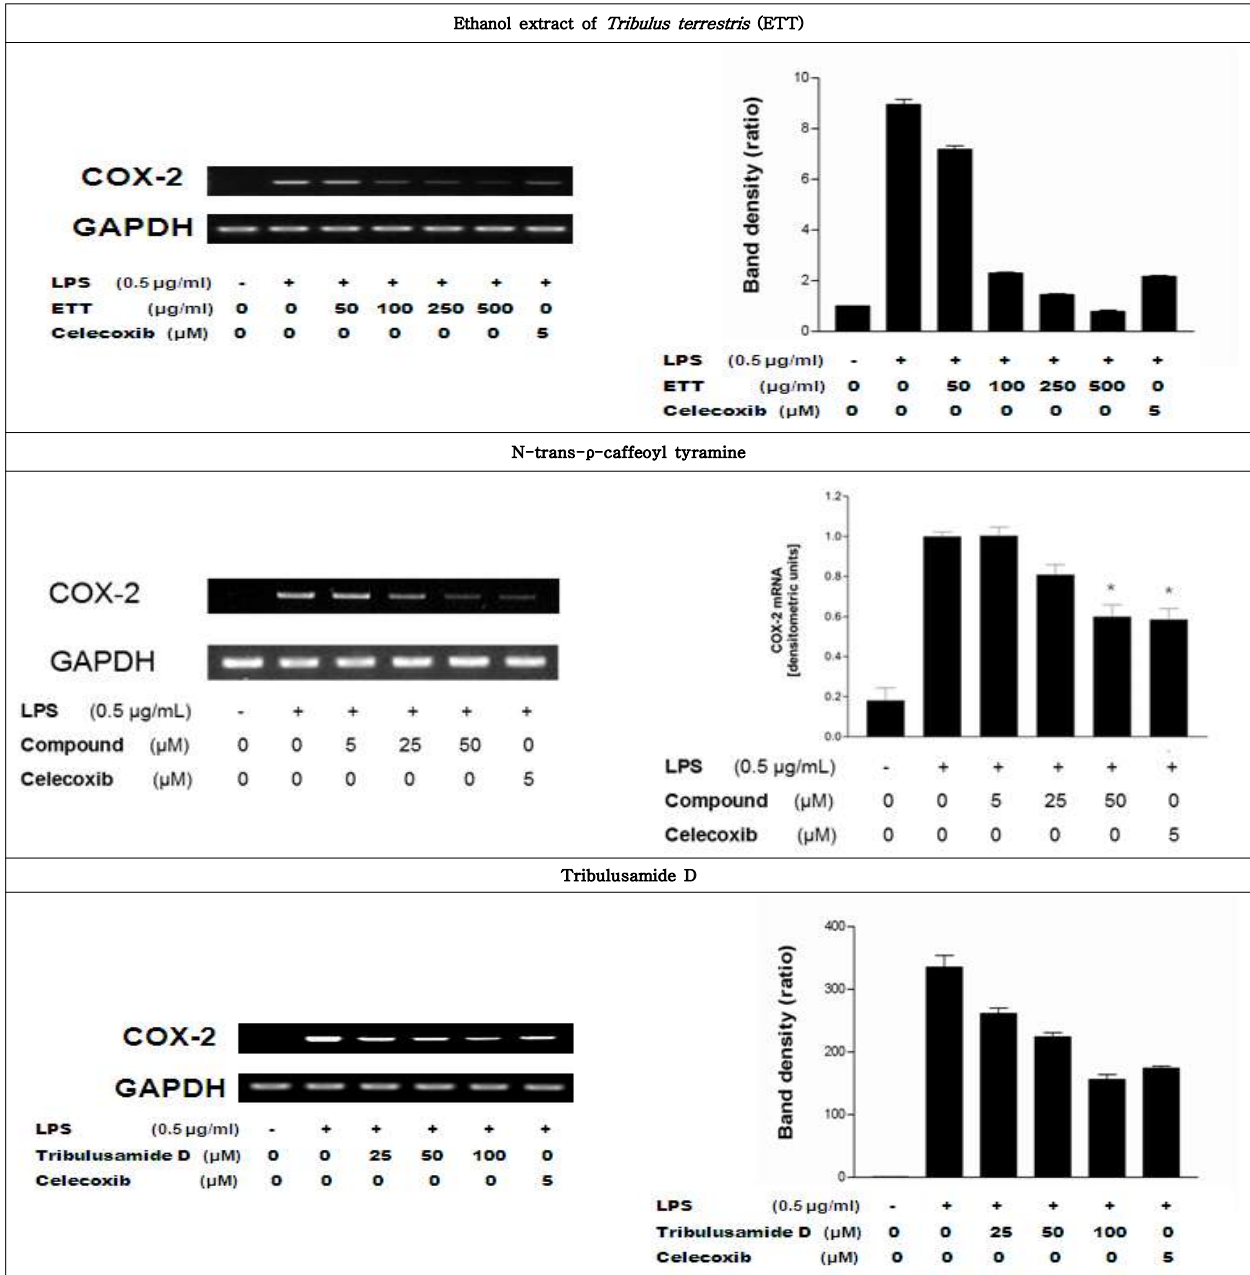 Ethanol extract of Tribulus terrestris (ETT)
COX-2
GAPDH
LPS (0.5 µg/ml) - + + + + + +
ETT (µg/ml) 0 0 50 100 250 500 0
Celecoxib (µM) 0 0 0 0 0 0 5
Band density (ratio)
10
8
6
4
2
0
LPS (0.5 µg/ml) - + + + + + +
ETT (µg/ml) 0 0 50 100 250 500 0
Celecoxib (µM) 0 0 0 0 0 0 5
N-trans-ρ-caffeoyl tyramine
COX-2
GAPDH
LPS (0.5 µg/mL) - + + + + +
Compound (µM) 0 0 5 25 50 0
Celecoxib (µM) 0 0 0 0 0 5
COX-2 mRNA
[densitometric units]
1.2
1.0
0.8
0.6
0.4
0.2
0.0
* *
LPS (0.5 µg/mL) - + + + + +
Compound (µM) 0 0 5 25 50 0
Celecoxib (µM) 0 0 0 0 0 5
Tribulusamide D
COX-2
GAPDH
LPS (0.5 µg/ml) - + + + + +
Tribulusamide D (µM) 0 0 25 50 100 0
Celecoxib (µM) 0 0 0 0 0 5
Band density (ratio)
400
300
200
100
0
LPS (0.5 µg/ml) - + + + + +
Tribulusamide D (µM) 0 0 25 50 100 0
Celecoxib (µM) 0 0 0 0 0 5